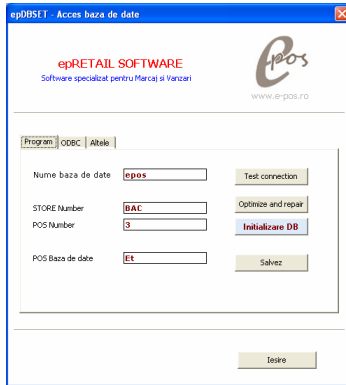 epDBSET - Acces baza de date
epRETAIL SOFTWARE
Software specializat pentru Marcaj si Vanzari
epos
www.e-pos.ro
Program ODBC Altele
Nume baza de date epos Test connection
STORE Number BAC Optimize and repair
POS Number 3 Initializare DB
POS Baza de date Et Salvez
Iesire